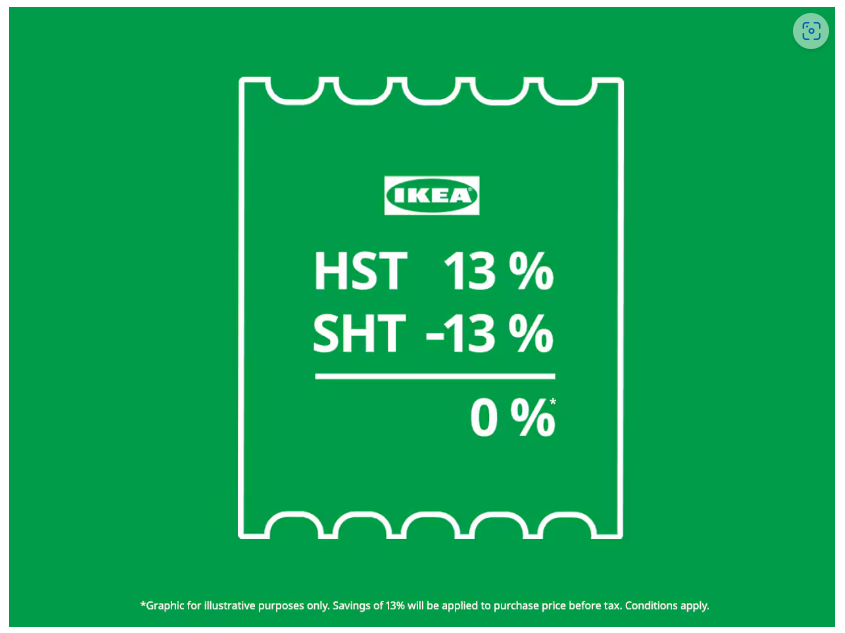 IKEA
HST 13 %
SHT -13 %
0 %*
*Graphic for illustrative purposes only. Savings of 13% will be applied to purchase price before tax. Conditions apply.